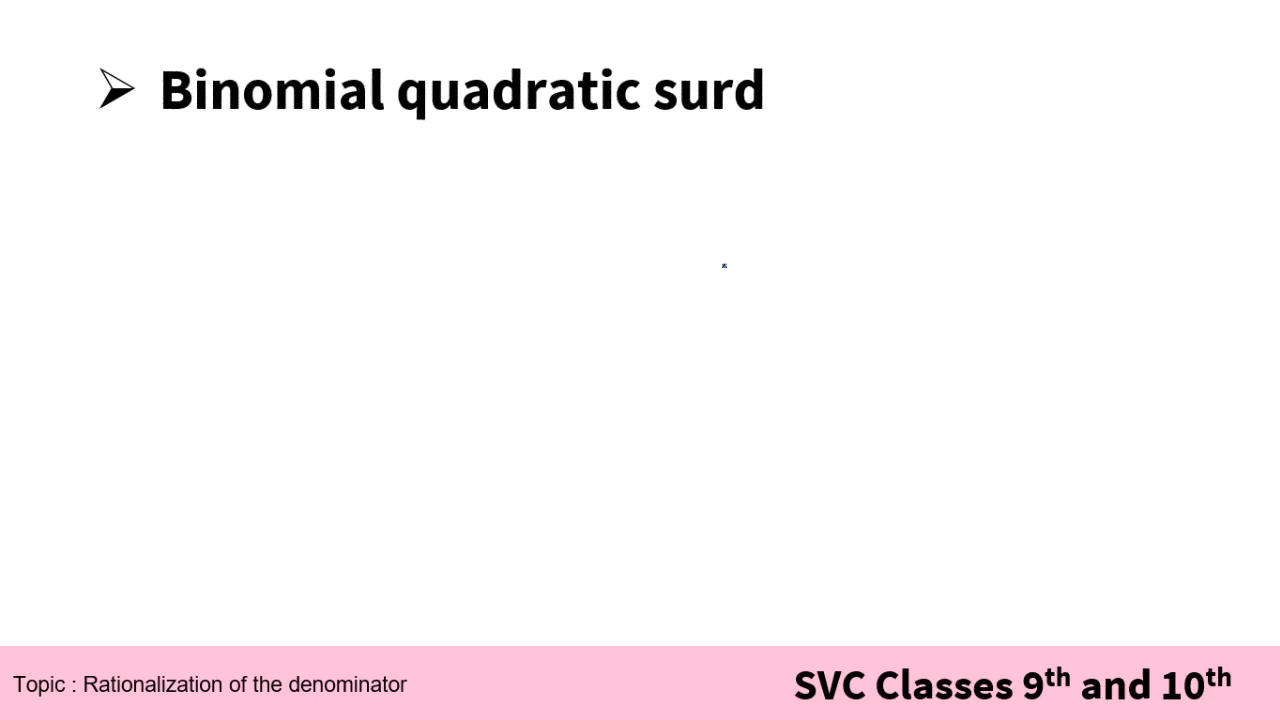 ➢ Binomial quadratic surd
Topic : Rationalization of the denominator
SVC Classes 9th and 10th